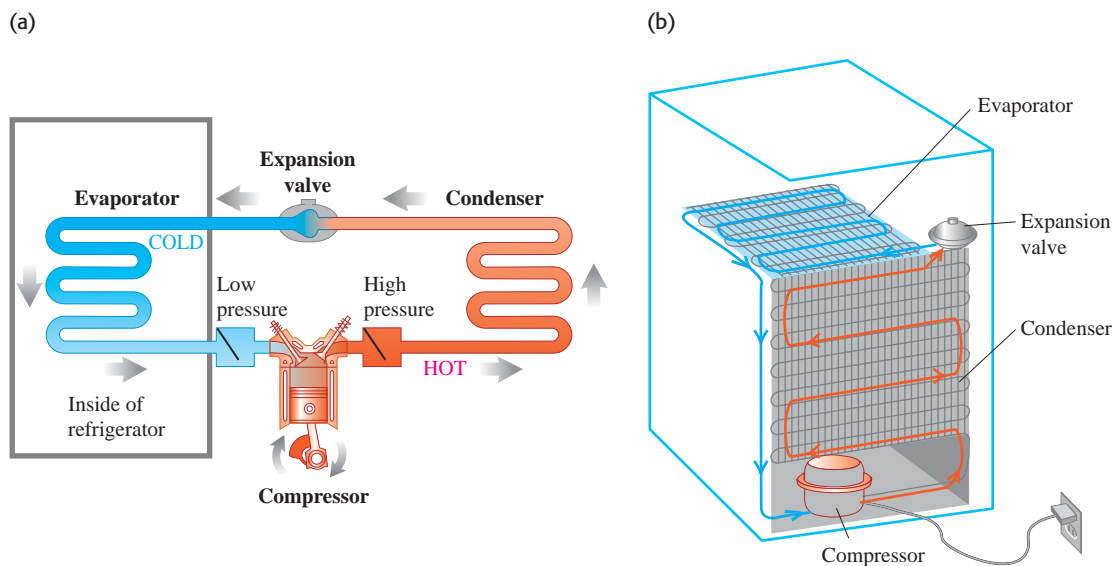 (a)
Expansion
valve
Evaporator
Condenser
COLD
Low
pressure
High
pressure
HOT
Inside of
refrigerator
Compressor
(b)
Evaporator
Expansion
valve
Condenser
Compressor